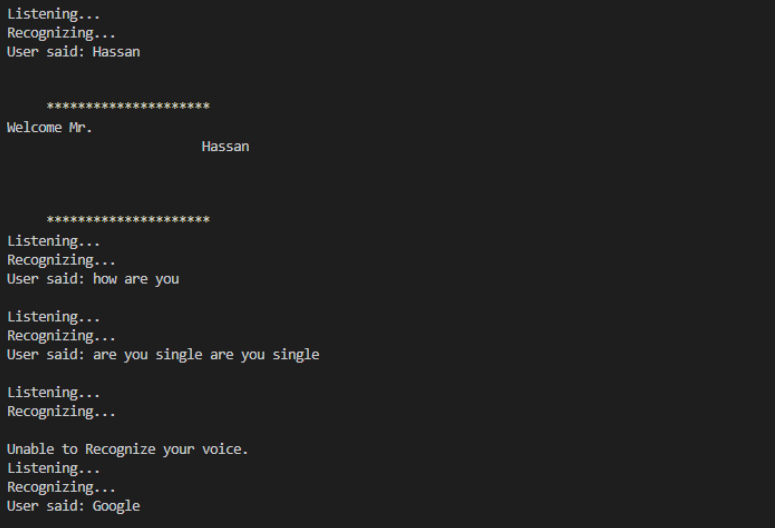 Listening...
Recognizing...
User said: Hassan
*********************
Welcome Mr.
Hassan
*********************
Listening...
Recognizing...
User said: how are you
Listening...
Recognizing...
User said: are you single are you single
Listening...
Recognizing...
Unable to Recognize your voice.
Listening...
Recognizing...
User said: Google